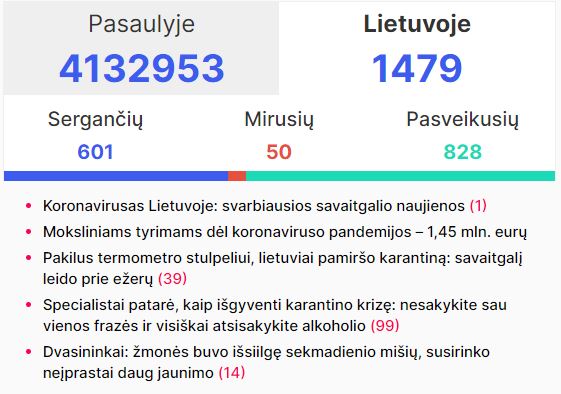 Pasaulyje
4132953
Lietuvoje
1479
Sergančių
601
Mirusių
50
Pasveikusių
828
Koronavirusas Lietuvoje: svarbiausios savaitgalio naujienos (1)
Moksliniams tyrimams dėl koronaviruso pandemijos – 1,45 mln. eurų
Pakilus termometro stulpeliui, lietuviai pamiršo karantiną: savaitgalį
leido prie ežerų (39)
Specialistai patarė, kaip išgyventi karantino krizę: nesakykite sau
vienos frazės ir visiškai atsisakykite alkoholio (99)
Dvasininkai: žmonės buvo išsiilgę sekmadienio mišių, susirinko
neįprastai daug jaunimo (14)